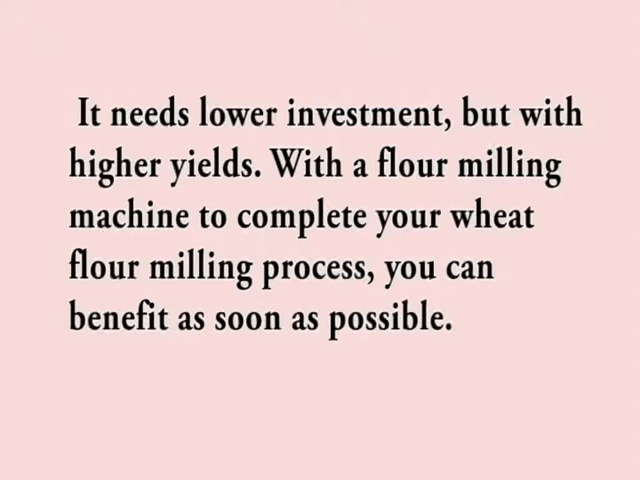 It needs lower investment, but with
higher yields. With a flour milling
machine to complete your wheat
flour milling process, you can
benefit as soon as possible.